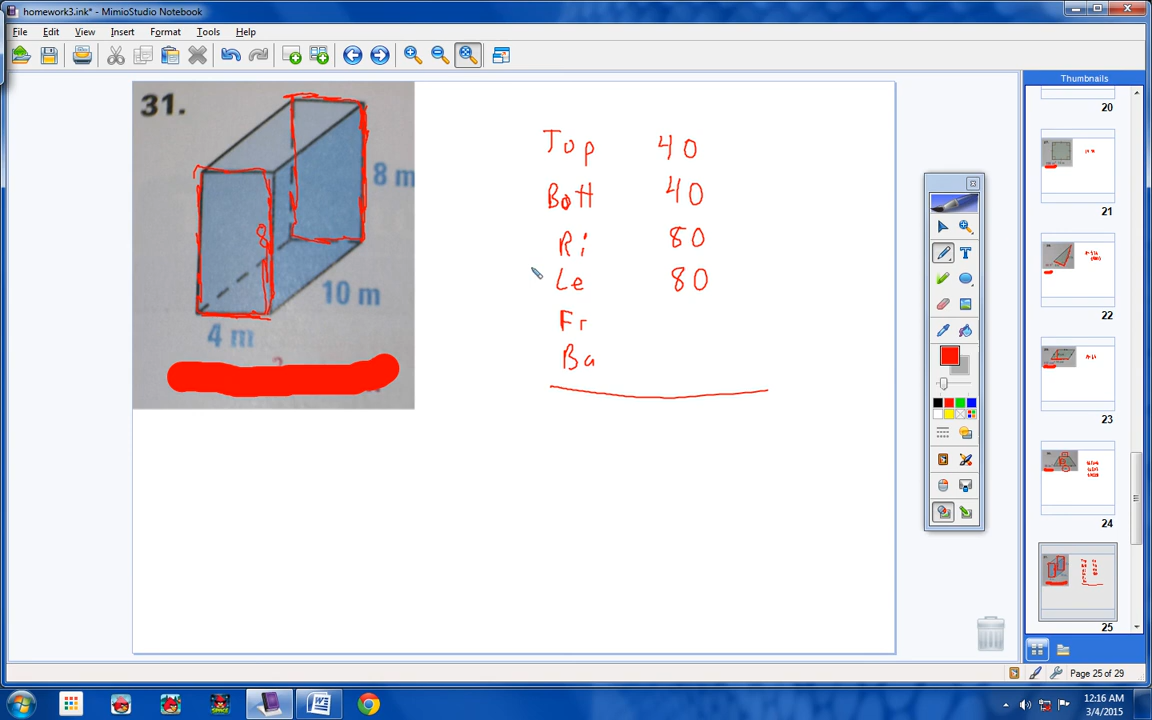 homework3.ink* - MimioStudio Notebook
File Edit View Insert Format Tools Help
Thumbnails
31.
8 m
10 m
4 m
8
Top 40
Bott 40
Ri 80
Le 80
Fr
Ba
20
21
22
23
24
25
T
Page 25 of 29
12:16 AM
3/4/2015